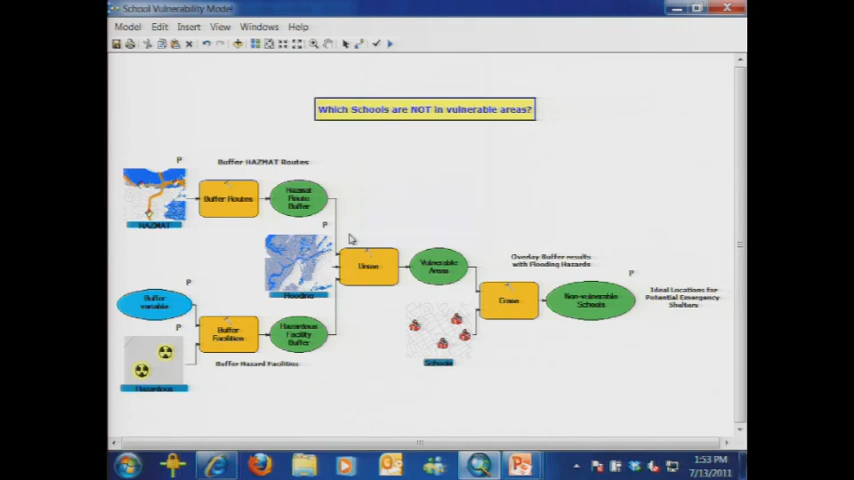 School Vulnerability Model
Model Edit Insert View Windows Help
Which Schools are NOT in vulnerable areas?
P
Buffer HAZMAT Routes
Buffer Routes
Hazmat
Route
Buffer
HAZMAT
P
Union
Vulnerable
Areas
Flooding
Overlay Buffer results
with Flooding Hazards
P
Buffer
variable
P
Erase
Non-vulnerable
Schools
Ideal Locations for
Potential Emergency
Shelters
P
Buffer
Facilities
Hazardous
Facility
Buffer
Buffer Hazard Facilities
Schools
Hazardous
1:53 PM
7/13/2011